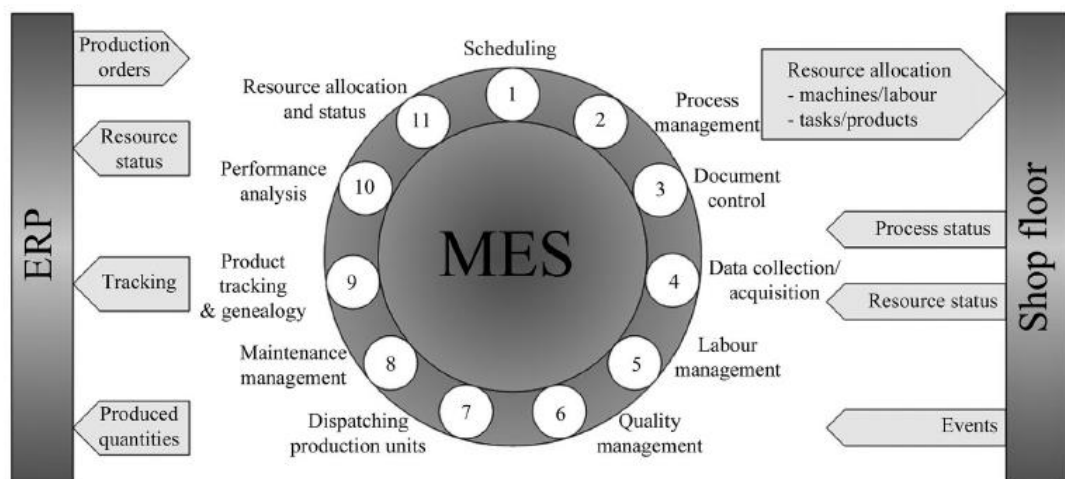 ERP
Production
orders
Resource
status
Tracking
Produced
quantities
Scheduling
Resource allocation
and status
Performance
analysis
Product
tracking
& genealogy
Maintenance
management
Dispatching
production units
1
2
3
4
5
6
7
8
9
10
11
MES
Process
management
Document
control
Data collection/
acquisition
Labour
management
Quality
management
Resource allocation
- machines/labour
- tasks/products
Process status
Resource status
Events
Shop floor